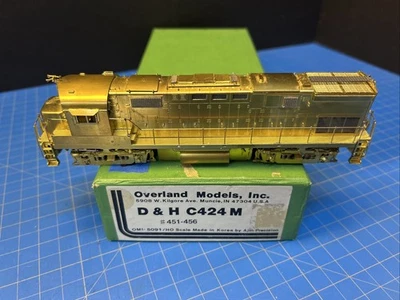 Overland Models, Inc.
5908 W. Kilgore Ave. Muncie, IN 47304 U.S.A
D & H C424M
# 451-456
OMI- 5091/HO Scale Made in Korea by Ajin Precision